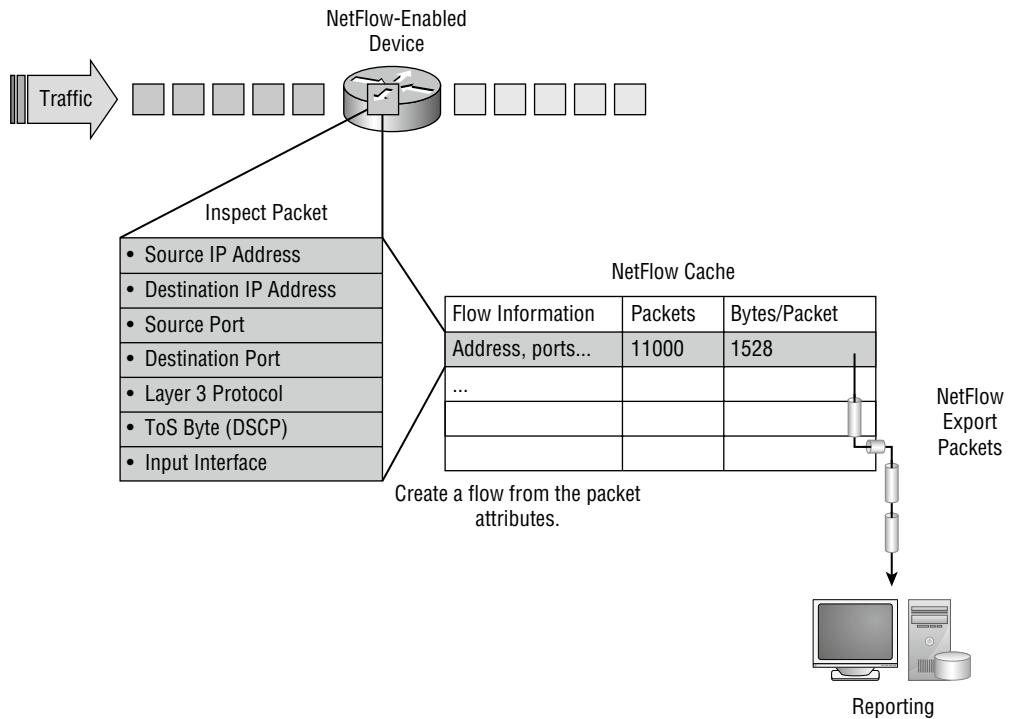 NetFlow-Enabled
Device
Traffic
Inspect Packet
• Source IP Address
• Destination IP Address
• Source Port
• Destination Port
• Layer 3 Protocol
• ToS Byte (DSCP)
• Input Interface
NetFlow Cache
Flow Information Packets Bytes/Packet
Address, ports... 11000 1528
...
Create a flow from the packet
attributes.
NetFlow
Export
Packets
Reporting